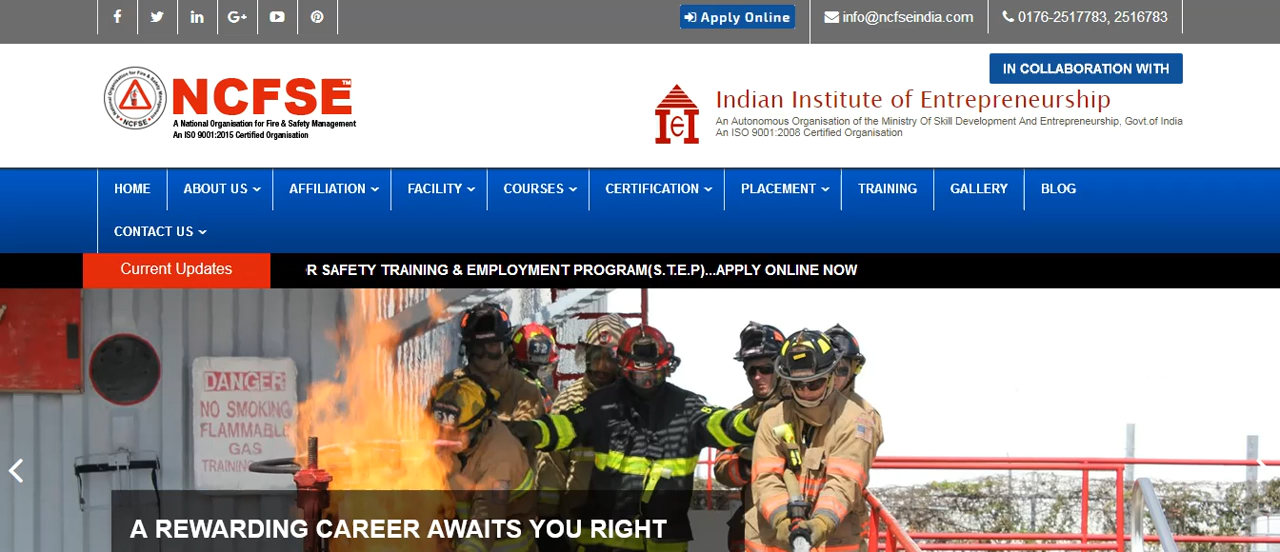 Apply Online
info@ncfseindia.com
0176-2517783, 2516783
NCFSE™
A National Organisation for Fire & Safety Management
An ISO 9001:2015 Certified Organisation
IN COLLABORATION WITH
Indian Institute of Entrepreneurship
An Autonomous Organisation of the Ministry Of Skill Development And Entrepreneurship, Govt.of India
An ISO 9001:2008 Certified Organisation
HOME ABOUT US AFFILIATION FACILITY COURSES CERTIFICATION PLACEMENT TRAINING GALLERY BLOG
CONTACT US
Current Updates
R SAFETY TRAINING & EMPLOYMENT PROGRAM(S.T.E.P)...APPLY ONLINE NOW
DANGER
NO SMOKING
FLAMMABLE
GAS
TRAINING
A REWARDING CAREER AWAITS YOU RIGHT